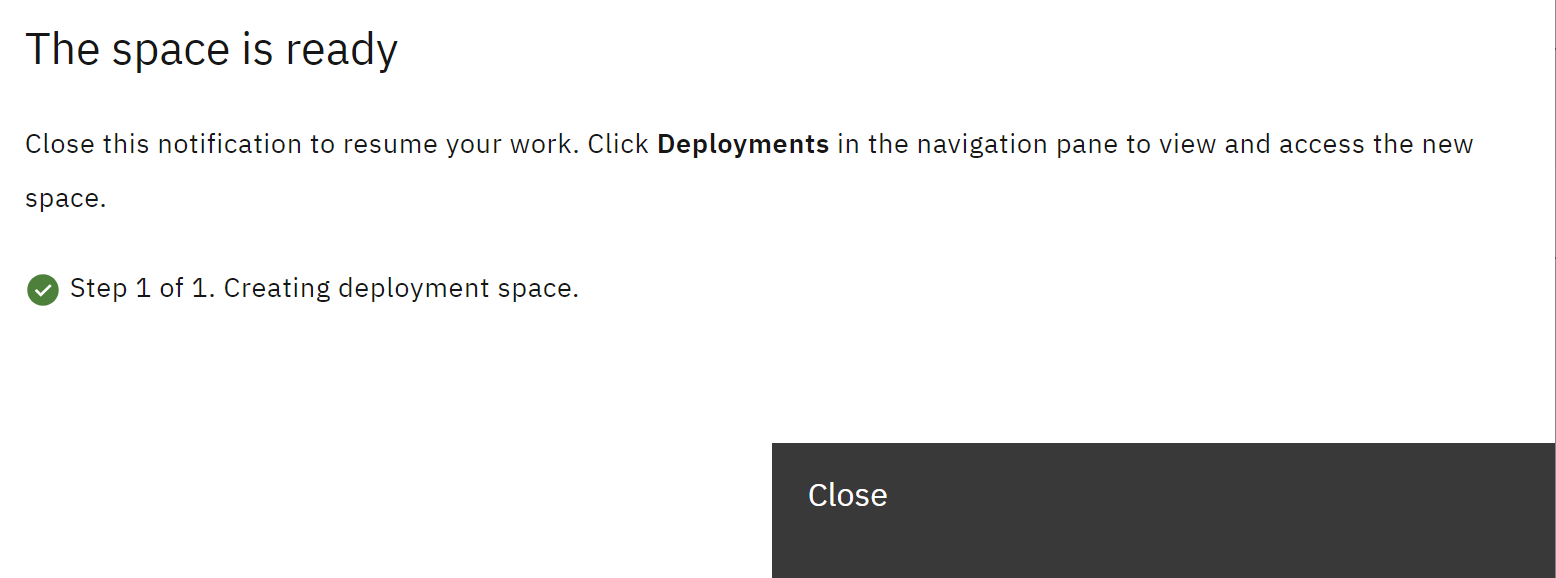 The space is ready
Close this notification to resume your work. Click Deployments in the navigation pane to view and access the new
space.
Step 1 of 1. Creating deployment space.
Close